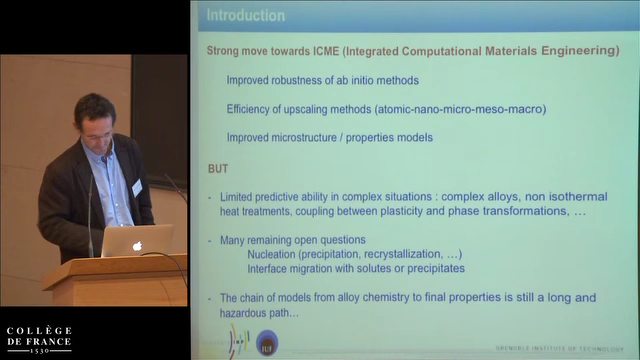 Introduction
Strong move towards ICME (Integrated Computational Materials Engineering)
Improved robustness of ab initio methods
Efficiency of upscaling methods (atomic-nano-micro-meso-macro)
Improved microstructure / properties models
BUT
- Limited predictive ability in complex situations : complex alloys, non isothermal
heat treatments, coupling between plasticity and phase transformations, …
- Many remaining open questions
Nucleation (precipitation, recrystallization, …)
Interface migration with solutes or precipitates
- The chain of models from alloy chemistry to final properties is still a long and
hazardous path…
IUF
GRENOBLE INSTITUTE OF TECHNOLOGY
COLLÈGE
DE FRANCE
1530